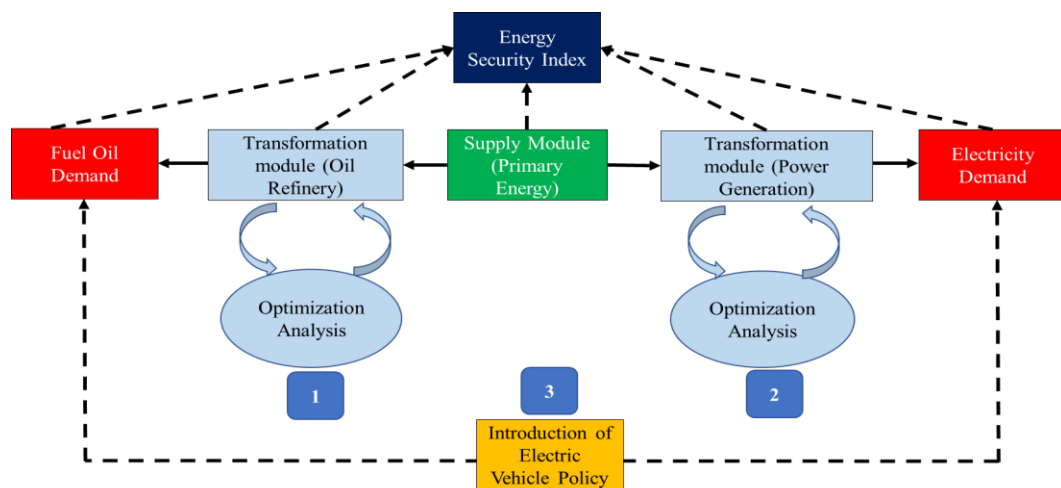 Energy
Security Index
Fuel Oil
Demand
Transformation
module (Oil
Refinery)
Supply Module
(Primary
Energy)
Transformation
module (Power
Generation)
Electricity
Demand
Optimization
Analysis
Optimization
Analysis
1
3
2
Introduction of
Electric
Vehicle Policy